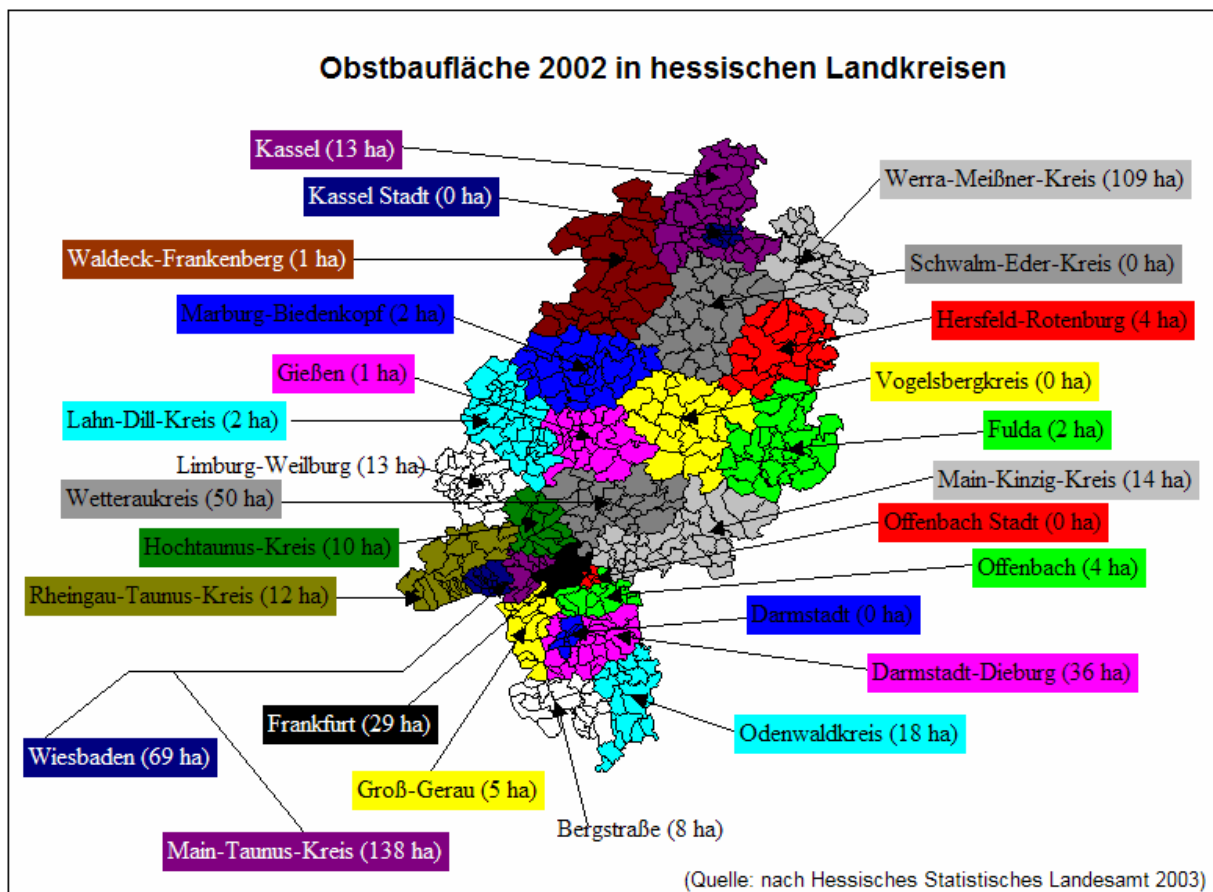 Obstbaufläche 2002 in hessischen Landkreisen
Kassel (13 ha)
Werra-Meißner-Kreis (109 ha)
Kassel Stadt (0 ha)
Waldeck-Frankenberg (1 ha)
Schwalm-Eder-Kreis (0 ha)
Marburg-Biedenkopf (2 ha)
Hersfeld-Rotenburg (4 ha)
Gießen (1 ha)
Vogelsbergkreis (0 ha)
Lahn-Dill-Kreis (2 ha)
Fulda (2 ha)
Limburg-Weilburg (13 ha)
Main-Kinzig-Kreis (14 ha)
Wetteraukreis (50 ha)
Offenbach Stadt (0 ha)
Hochtaunus-Kreis (10 ha)
Offenbach (4 ha)
Rheingau-Taunus-Kreis (12 ha)
Darmstadt (0 ha)
Darmstadt-Dieburg (36 ha)
Frankfurt (29 ha)
Odenwaldkreis (18 ha)
Wiesbaden (69 ha)
Groß-Gerau (5 ha)
Bergstraße (8 ha)
Main-Taunus-Kreis (138 ha)
(Quelle: nach Hessisches Statistisches Landesamt 2003)